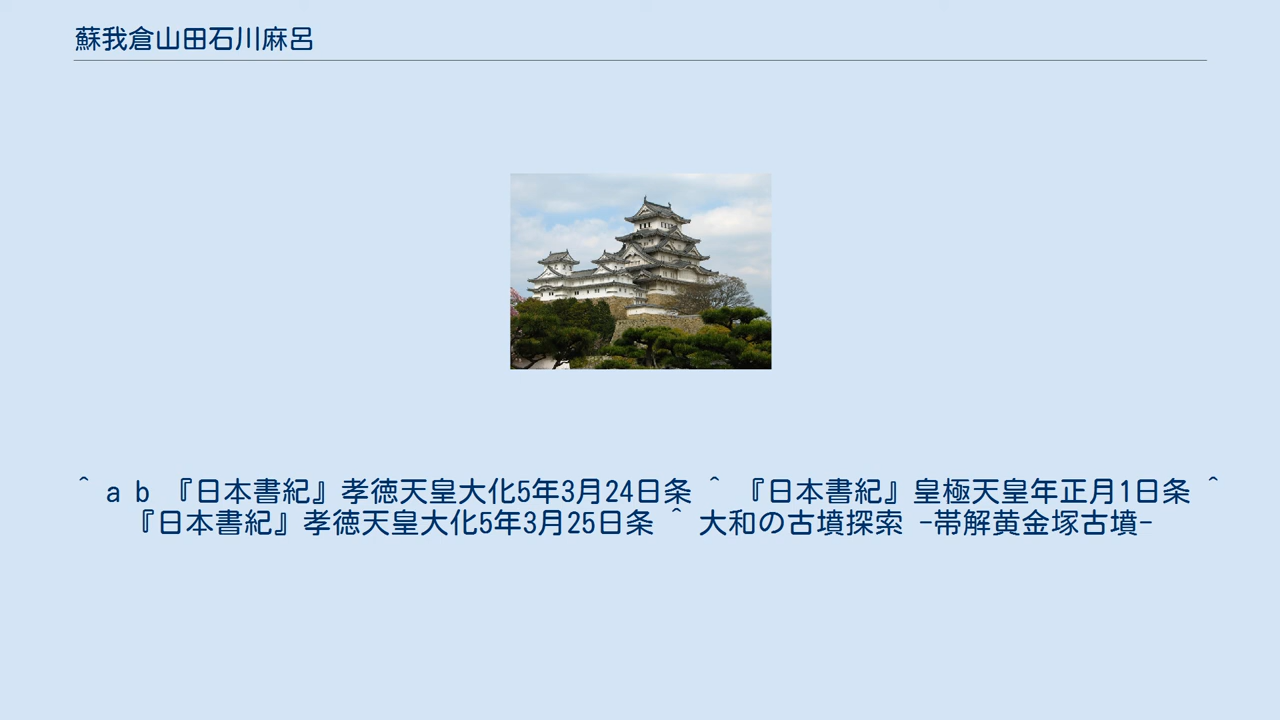 蘇我倉山田石川麻呂
^ a b 『日本書紀』孝徳天皇大化5年3月24日条 ^ 『日本書紀』皇極天皇年正月1日条 ^
『日本書紀』孝徳天皇大化5年3月25日条 ^ 大和の古墳探索 -帯解黄金塚古墳-